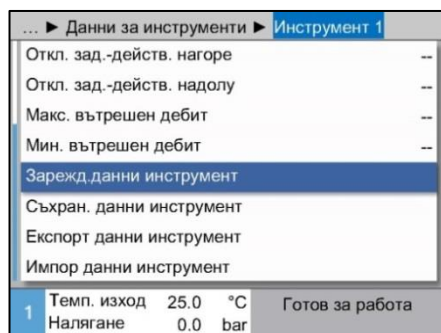 ... ► Данни за инструменти ► Инструмент 1
Откл. зад.-действ. нагоре --
Откл. зад.-действ. надолу --
Макс. вътрешен дебит --
Мин. вътрешен дебит --
Зарежд.данни инструмент
Съхран. данни инструмент
Експорт данни инструмент
Импор данни инструмент
1 Темп. изход 25.0 °C Готов за работа
Налягане 0.0 bar